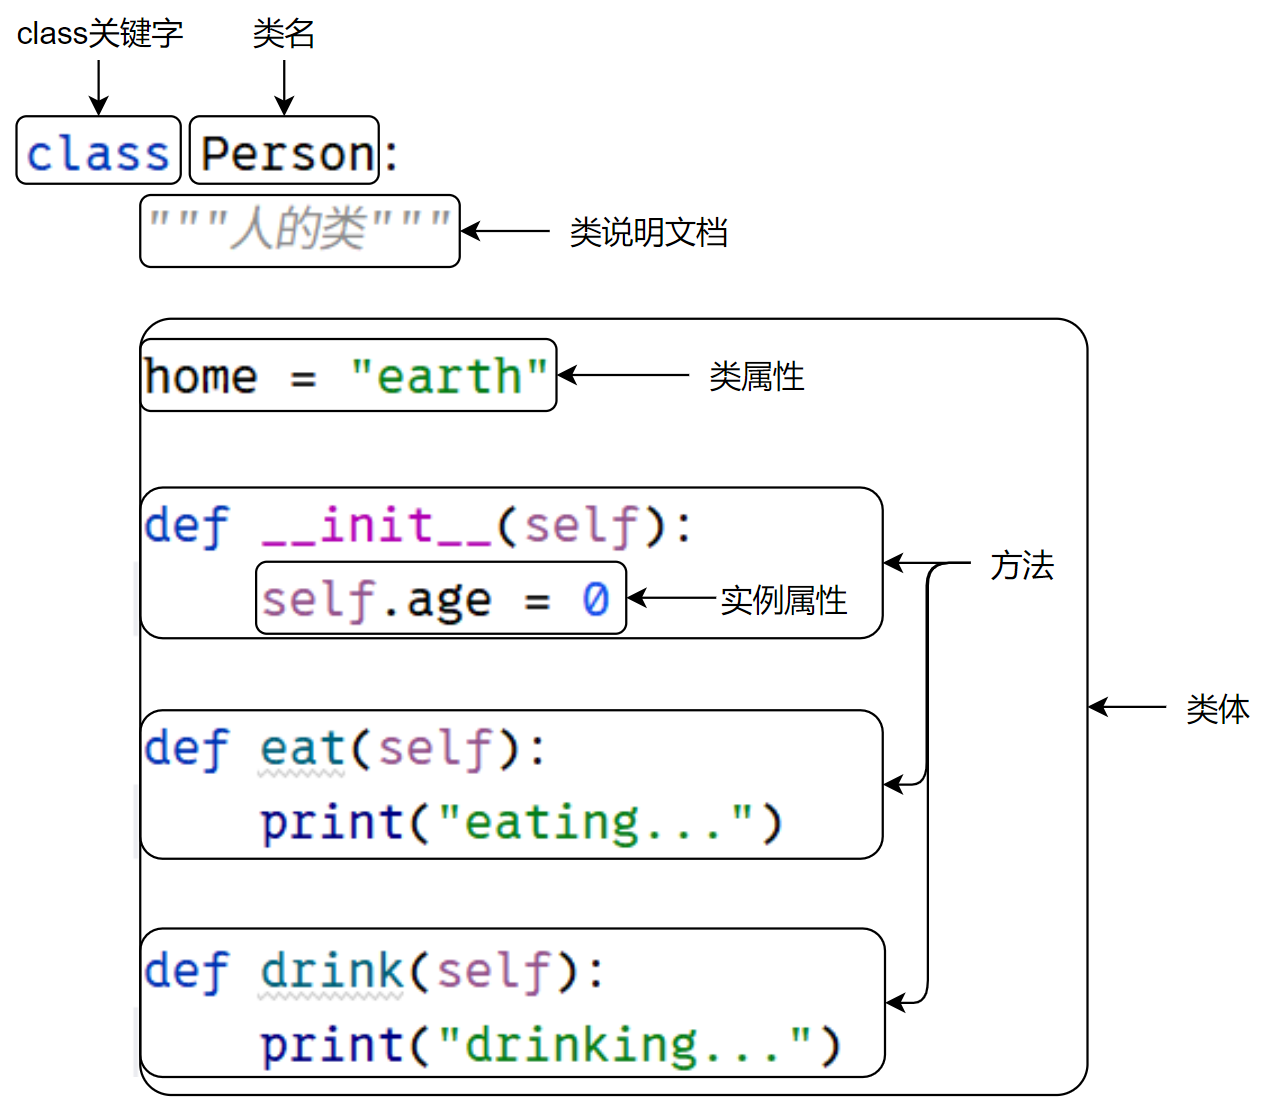 class关键字 类名
class Person:
"""人的类""" 类说明文档
home = "earth" 类属性
def __init__(self):
方法
self.age = 0 实例属性
类体
def eat(self):
print("eating...")
def drink(self):
print("drinking...")